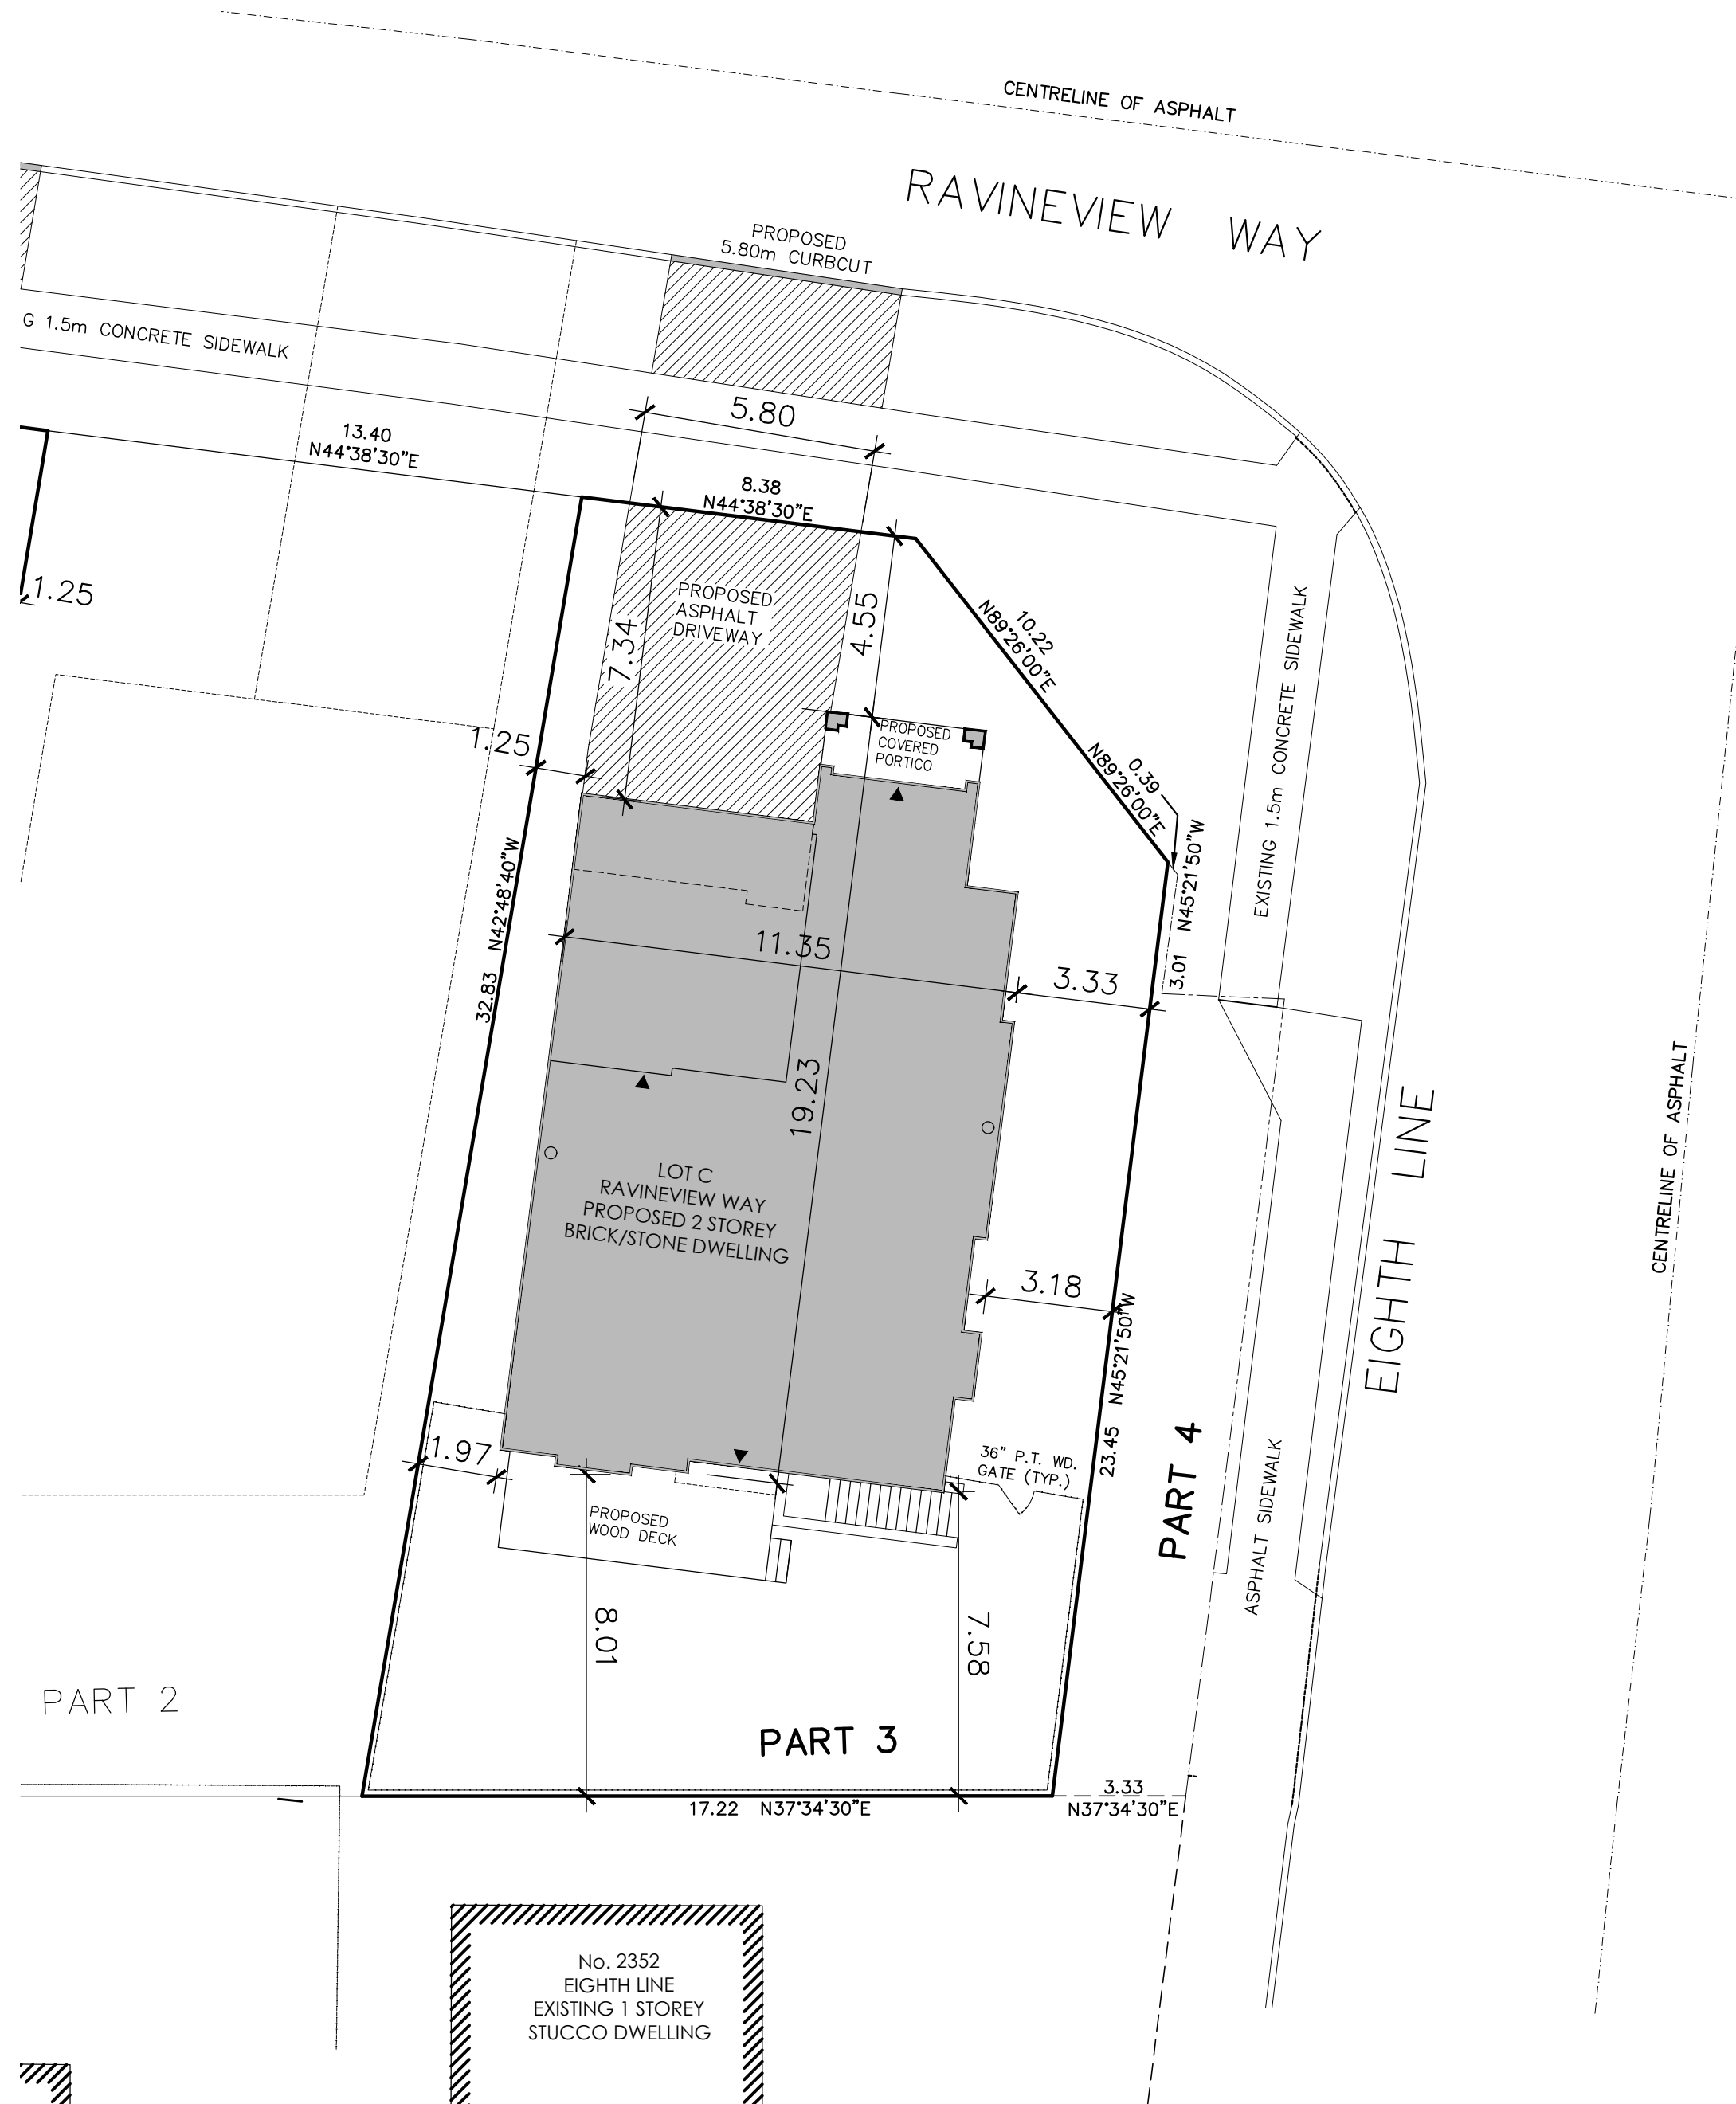 CENTRELINE OF ASPHALT
RAVINEVIEW WAY
PROPOSED
5.80m CURBCUT
G 1.5m CONCRETE SIDEWALK
5.80
13.40
N44°38'30"E
8.38
N44°38'30"E
1.25
PROPOSED
ASPHALT
DRIVEWAY
7.34
4.55
10.22
N89°26'00"E
EXISTING 1.5m CONCRETE SIDEWALK
1.25
PROPOSED
COVERED
PORTICO
0.39
N89°26'00"E
32.83 N42°48'40"W
3.01 N45°21'50"W
11.35
3.33
19.23
LOT C
RAVINEVIEW WAY
PROPOSED 2 STOREY
BRICK/STONE DWELLING
3.18
EIGHTH LINE
CENTRELINE OF ASPHALT
23.45 N45°21'50"W
1.97
36" P.T. WD.
GATE (TYP.)
PART 4
ASPHALT SIDEWALK
PROPOSED
WOOD DECK
8.01
7.58
PART 2
PART 3
17.22 N37°34'30"E
3.33
N37°34'30"E
No. 2352
EIGHTH LINE
EXISTING 1 STOREY
STUCCO DWELLING